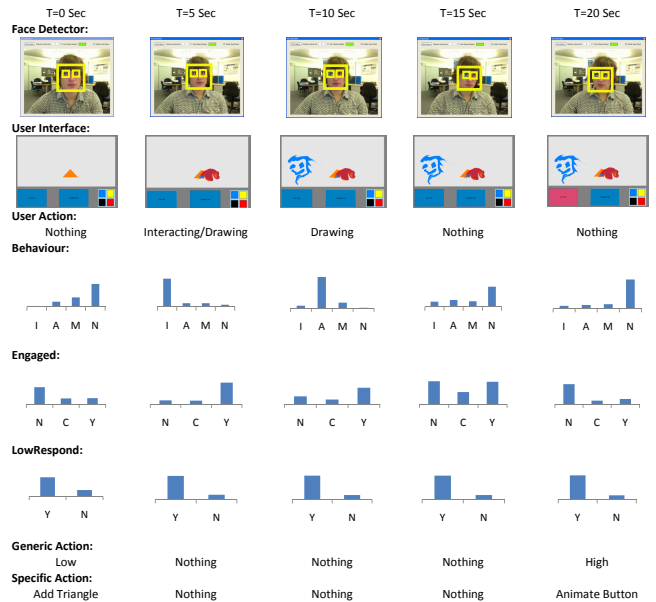 T=0 Sec T=5 Sec T=10 Sec T=15 Sec T=20 Sec
Face Detector:
User Interface:
User Action:
Nothing Interacting/Drawing Drawing Nothing Nothing
Behaviour:
I A M N I A M N I A M N I A M N I A M N
Engaged:
N C Y N C Y N C Y N C Y N C Y
LowRespond:
Y N Y N Y N Y N Y N
Generic Action:
Low Nothing Nothing Nothing High
Specific Action:
Add Triangle Nothing Nothing Nothing Animate Button